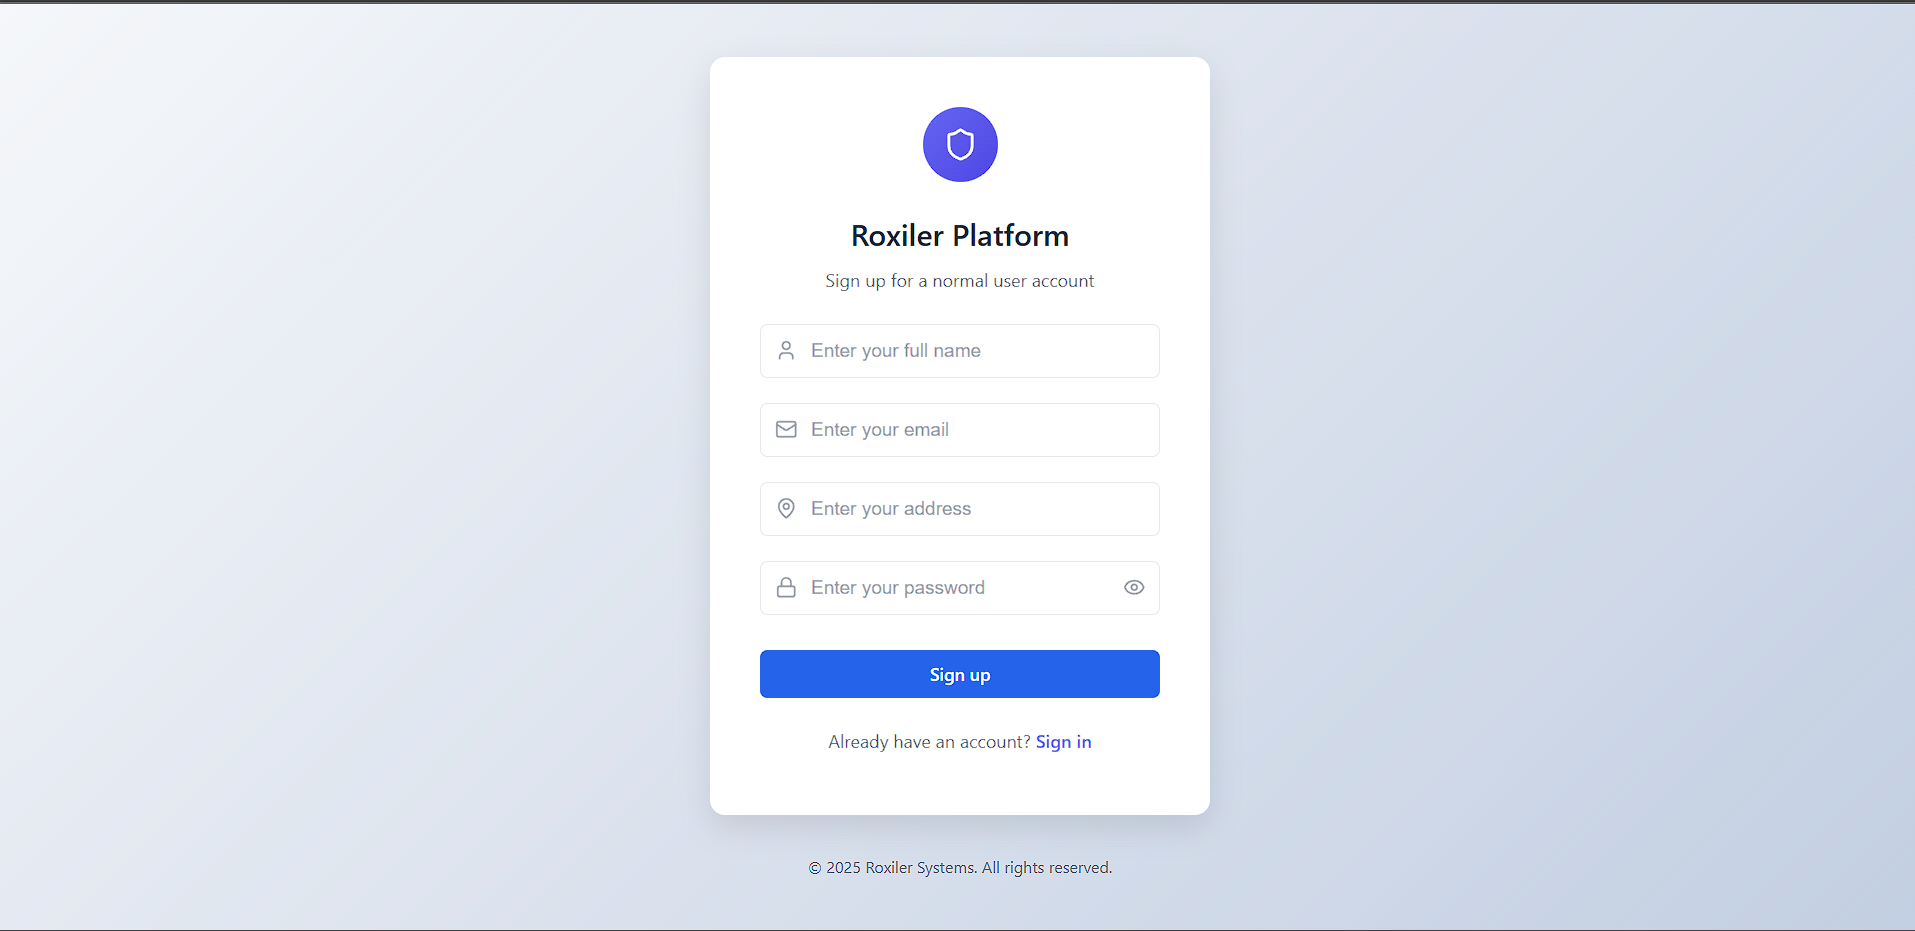 Roxiler Platform
Sign up for a normal user account
Enter your full name
Enter your email
Enter your address
Enter your password
Sign up
Already have an account? Sign in
© 2025 Roxiler Systems. All rights reserved.